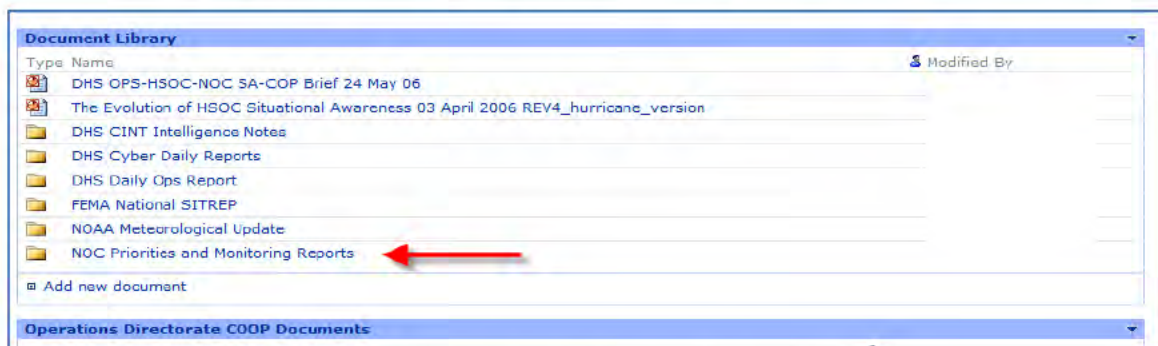 Document Library
Type Name Modified By
DHS OPS-HSOC-NOC SA-COP Brief 24 May 06
The Evolution of HSOC Situational Awareness 03 April 2006 REV4_hurricane_version
DHS CINT Intelligence Notes
DHS Cyber Daily Reports
DHS Daily Ops Report
FEMA National SITREP
NOAA Meteorological Update
NOC Priorities and Monitoring Reports
Add new document
Operations Directorate COOP Documents